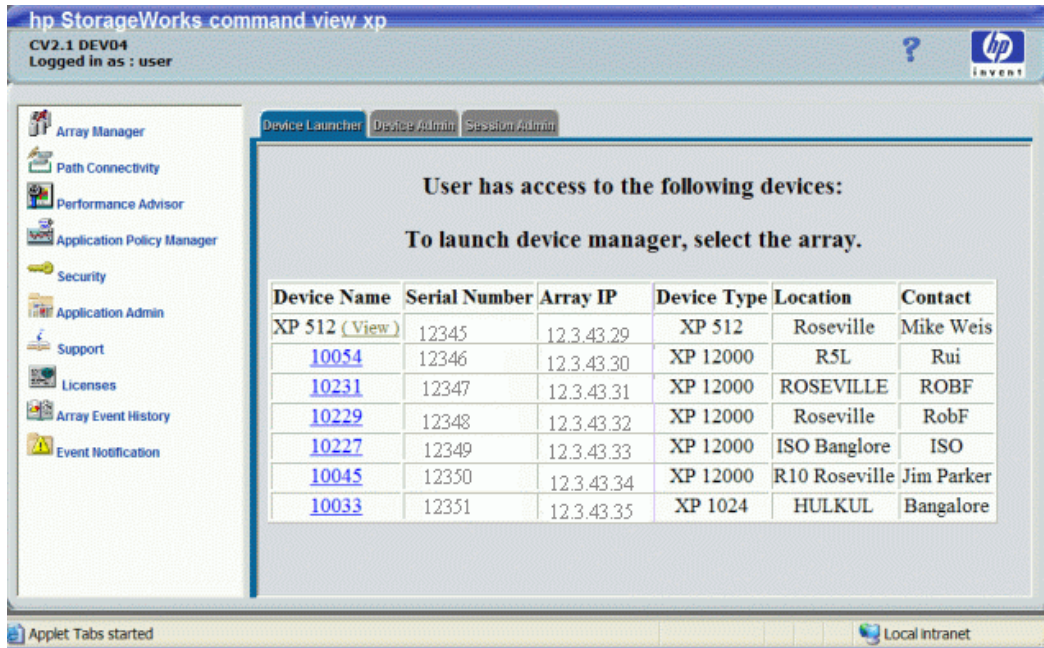 hp StorageWorks command view xp
CV2.1 DEV04
Logged in as : user
?
hp
invent
Array Manager
Path Connectivity
Performance Advisor
Application Policy Manager
Security
Application Admin
Support
Licenses
Array Event History
Event Notification
Device Launcher Device Admin Session Admin
User has access to the following devices:
To launch device manager, select the array.
Device Name Serial Number Array IP Device Type Location Contact
XP 512 ( View ) 12345 12.3.43.29 XP 512 Roseville Mike Weis
10054 12346 12.3.43.30 XP 12000 R5L Rui
10231 12347 12.3.43.31 XP 12000 ROSEVILLE ROBF
10229 12348 12.3.43.32 XP 12000 Roseville RobF
10227 12349 12.3.43.33 XP 12000 ISO Banglore ISO
10045 12350 12.3.43.34 XP 12000 R10 Roseville Jim Parker
10033 12351 12.3.43.35 XP 1024 HULKUL Bangalore
Applet Tabs started
Local intranet